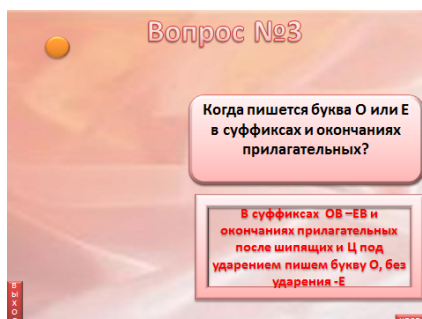 Вопрос №3
Когда пишется буква О или Е
в суффиксах и окончаниях
прилагательных?
В суффиксах ОВ –ЕВ и
окончаниях прилагательных
после шипящих и Ц под
ударением пишем букву О, без
ударения -Е